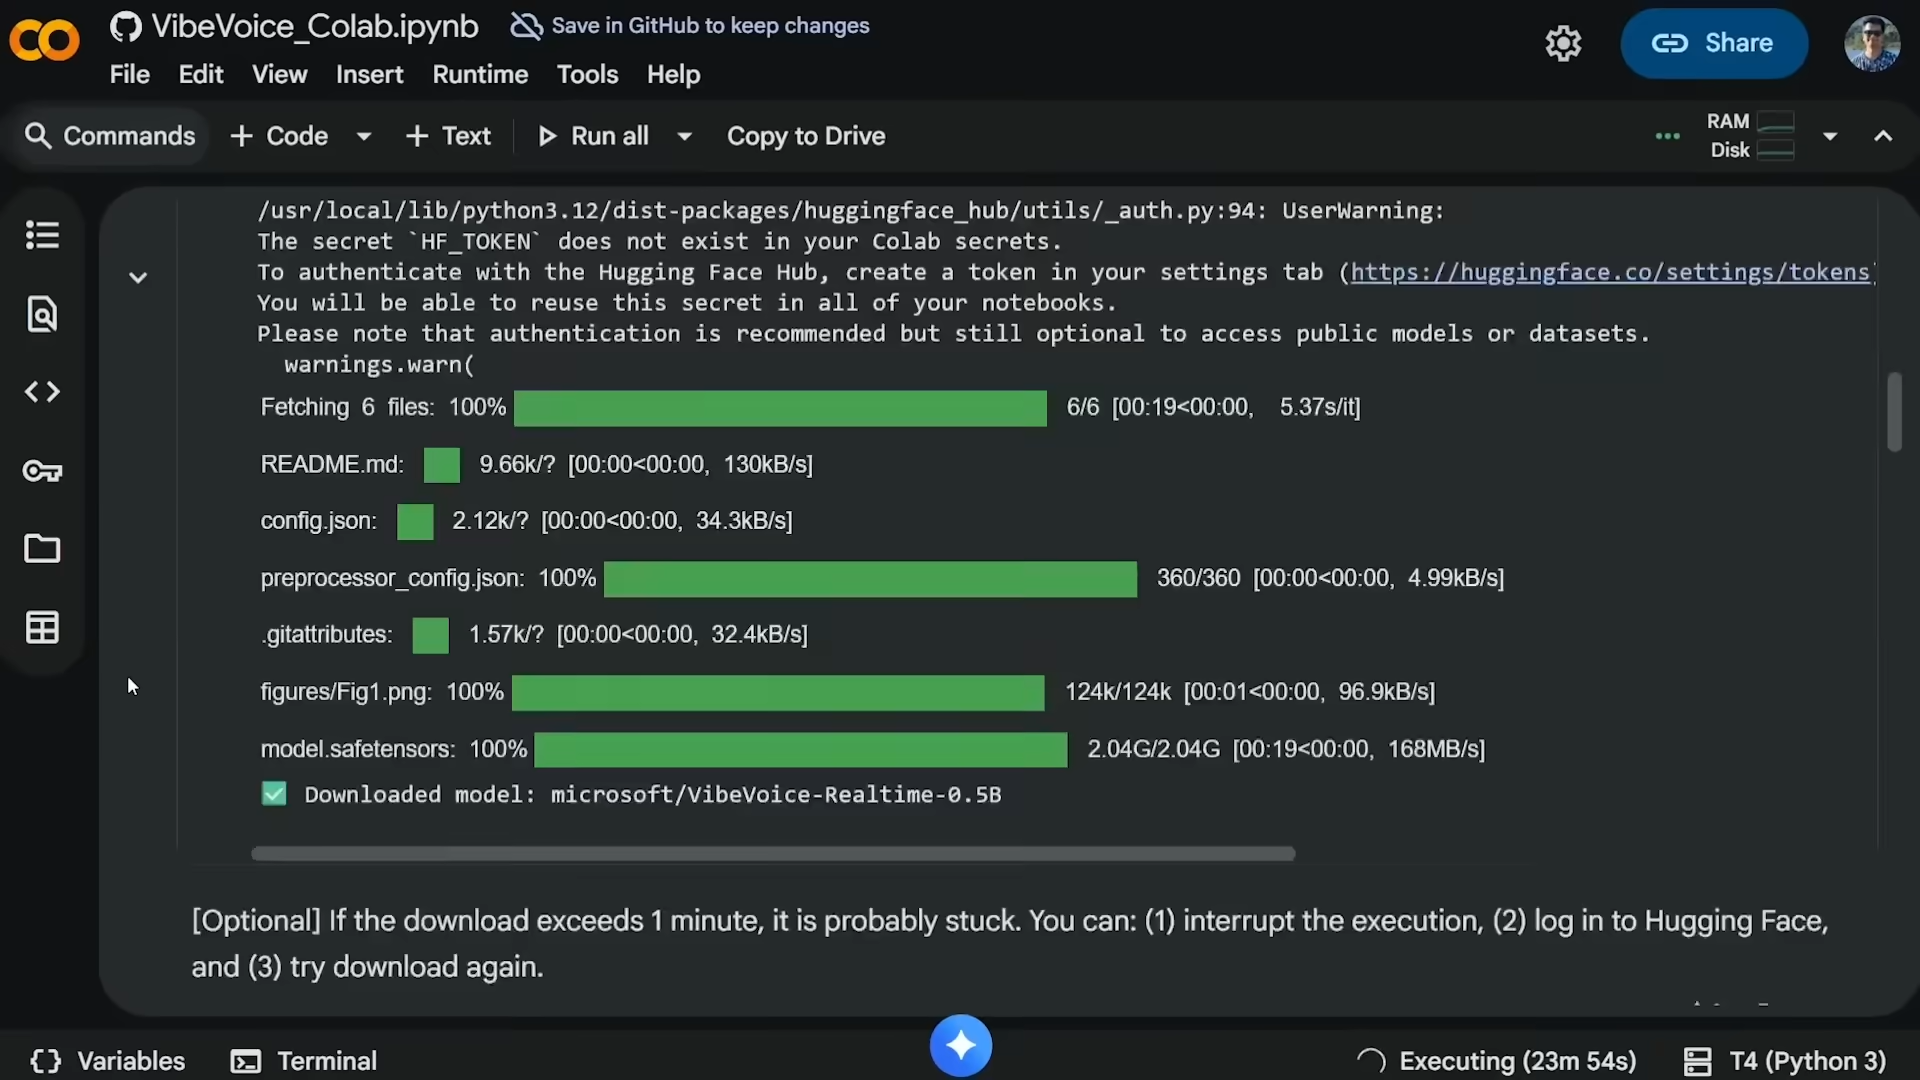 VibeVoice_Colab.ipynb
Save in GitHub to keep changes
Share
File Edit View Insert Runtime Tools Help
Commands + Code + Text Run all Copy to Drive
RAM
Disk
/usr/local/lib/python3.12/dist-packages/huggingface_hub/utils/_auth.py:94: UserWarning:
The secret `HF_TOKEN` does not exist in your Colab secrets.
To authenticate with the Hugging Face Hub, create a token in your settings tab (https://huggingface.co/settings/tokens
You will be able to reuse this secret in all of your notebooks.
Please note that authentication is recommended but still optional to access public models or datasets.
warnings.warn(
Fetching 6 files: 100% 6/6 [00:19<00:00, 5.37s/it]
README.md: 9.66k/? [00:00<00:00, 130kB/s]
config.json: 2.12k/? [00:00<00:00, 34.3kB/s]
preprocessor_config.json: 100% 360/360 [00:00<00:00, 4.99kB/s]
.gitattributes: 1.57k/? [00:00<00:00, 32.4kB/s]
figures/Fig1.png: 100% 124k/124k [00:01<00:00, 96.9kB/s]
model.safetensors: 100% 2.04G/2.04G [00:19<00:00, 168MB/s]
Downloaded model: microsoft/VibeVoice-Realtime-0.5B
[Optional] If the download exceeds 1 minute, it is probably stuck. You can: (1) interrupt the execution, (2) log in to Hugging Face,
and (3) try download again.
{} Variables Terminal Executing (23m 54s) T4 (Python 3)